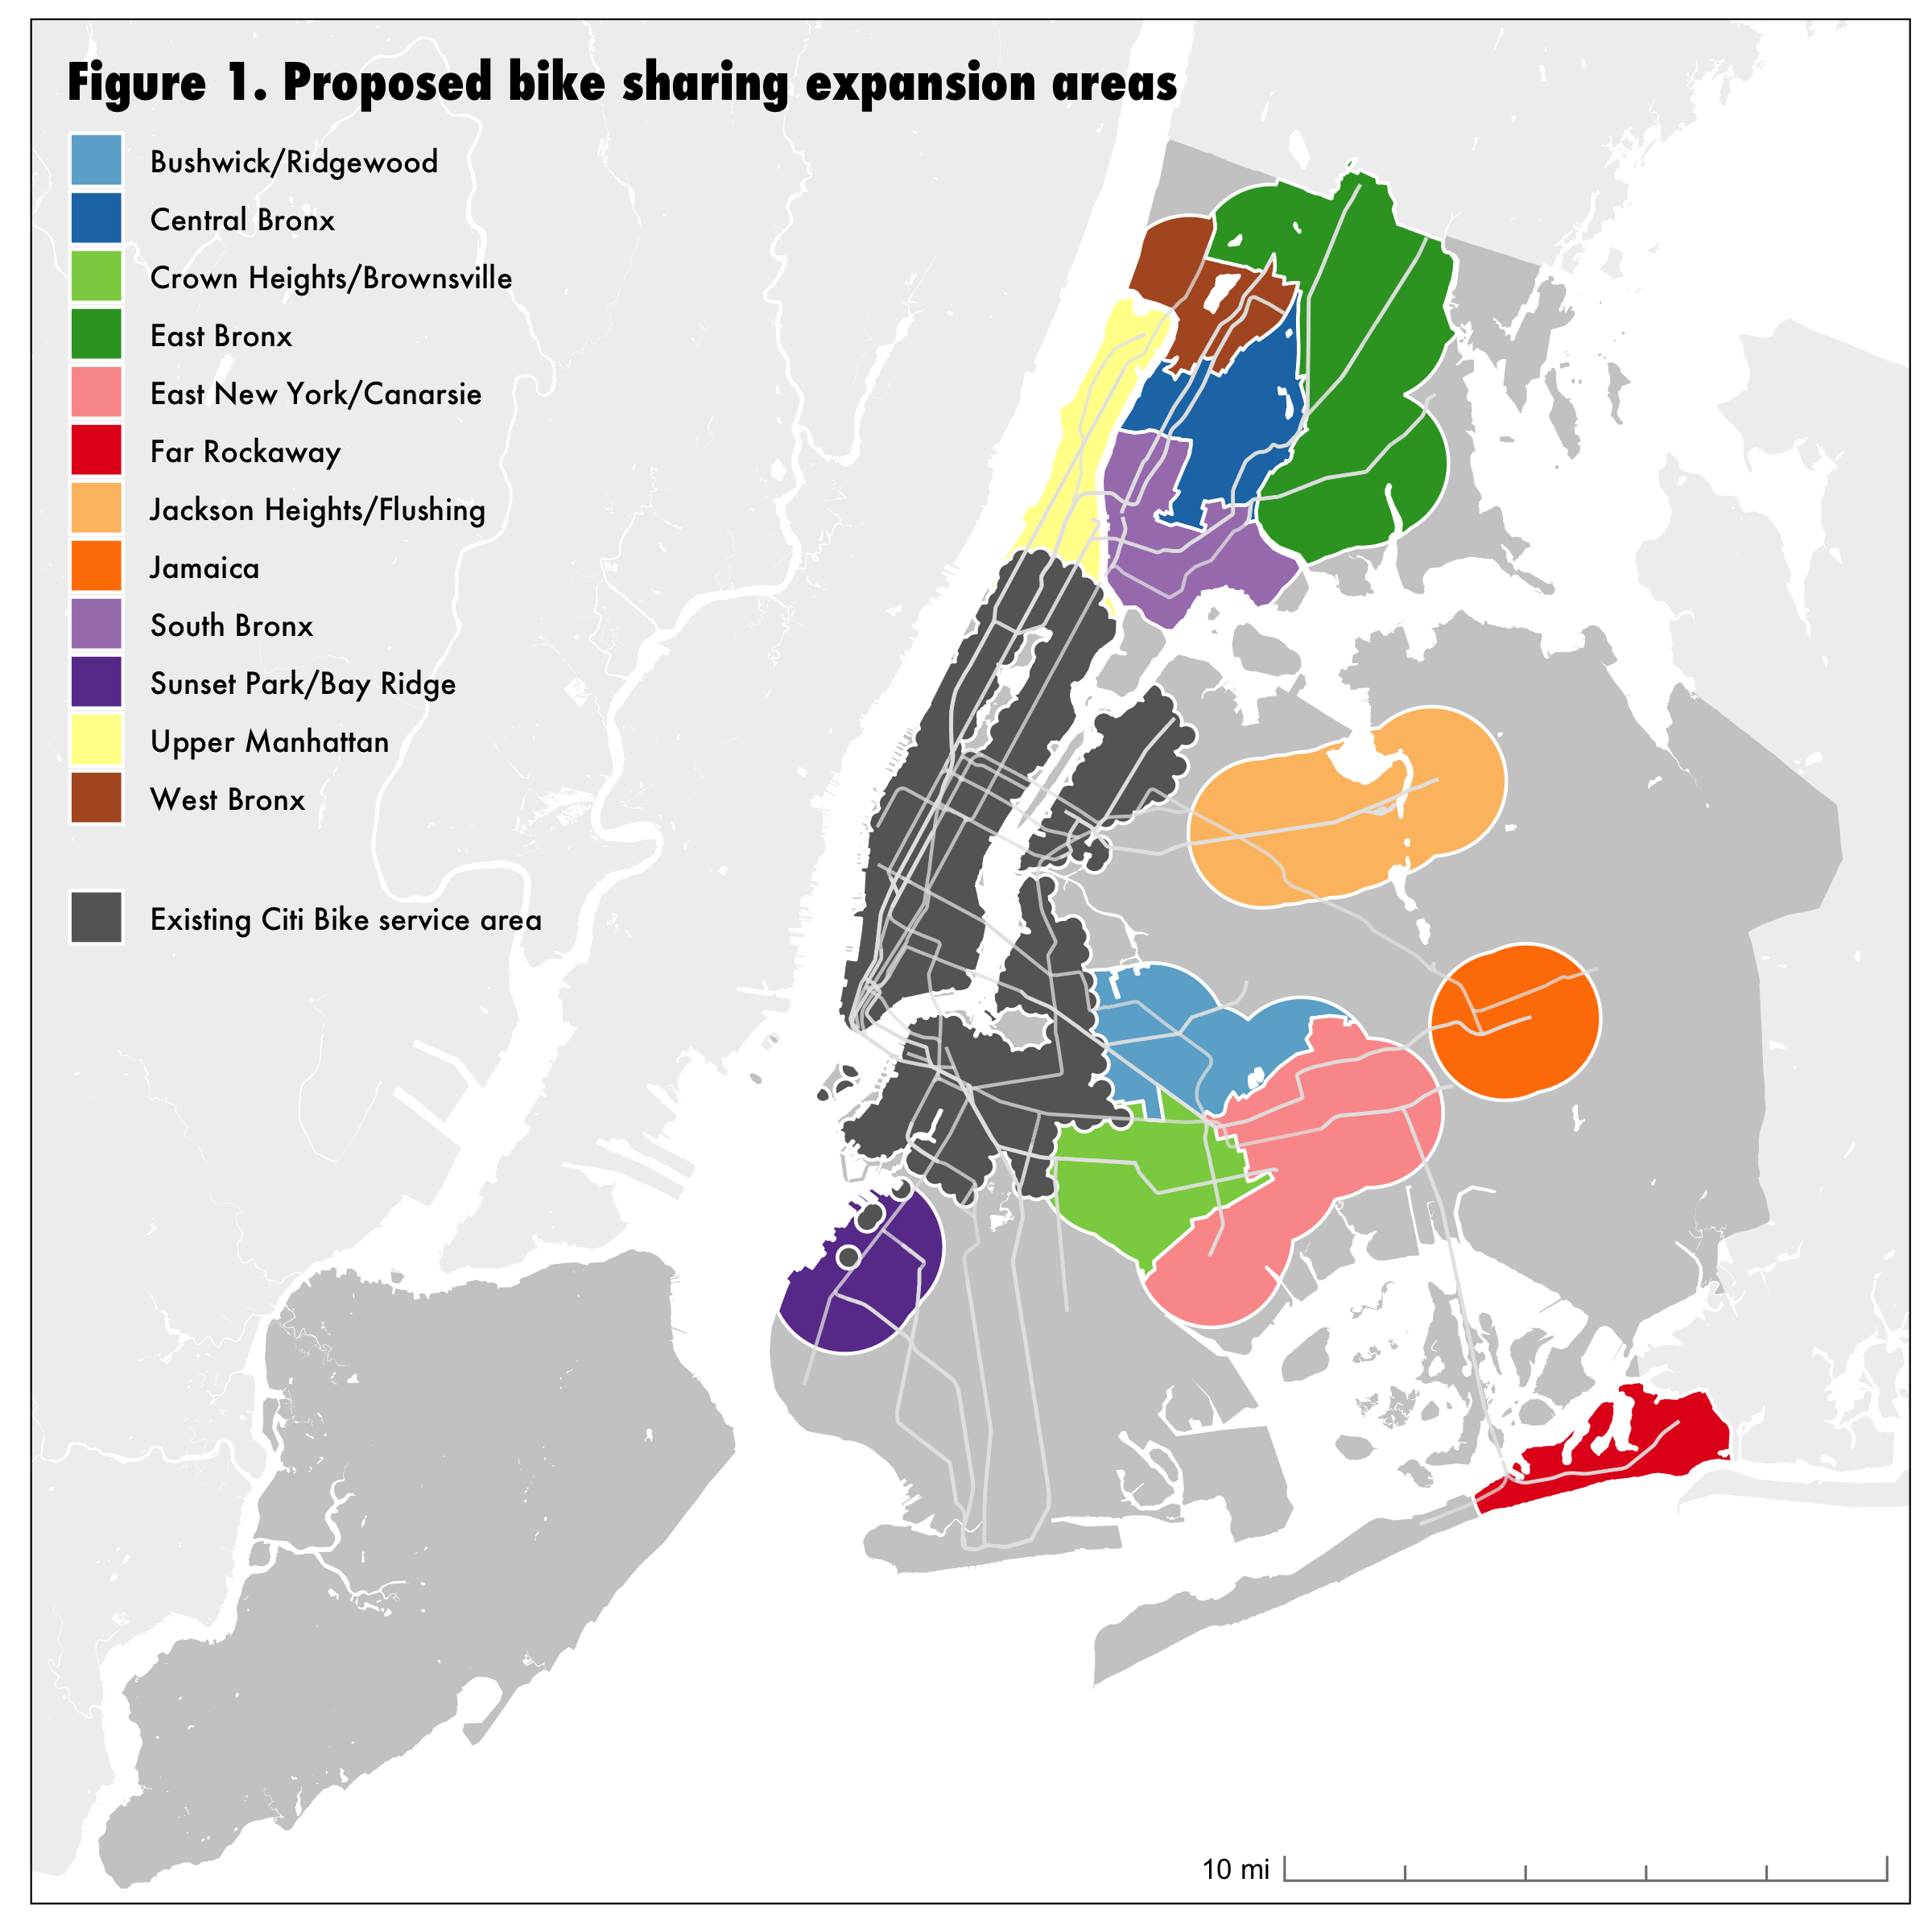 Figure 1. Proposed bike sharing expansion areas
Bushwick/Ridgewood
Central Bronx
Crown Heights/Brownsville
East Bronx
East New York/Canarsie
Far Rockaway
Jackson Heights/Flushing
Jamaica
South Bronx
Sunset Park/Bay Ridge
Upper Manhattan
West Bronx
Existing Citi Bike service area
10 mi